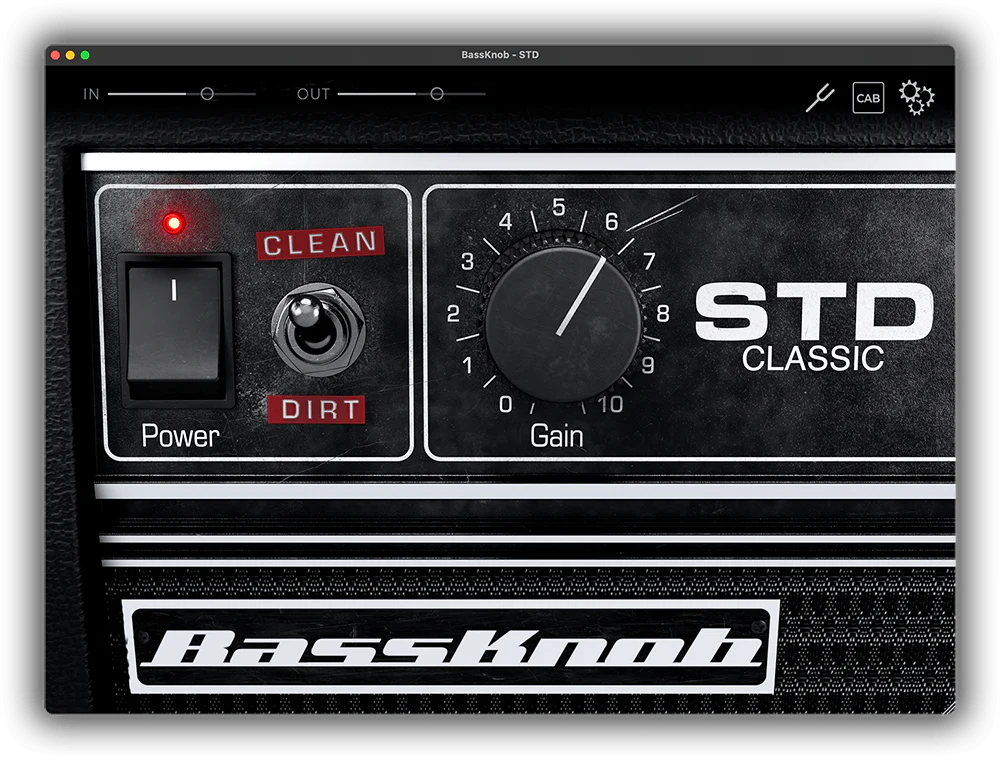 BassKnob - STD
IN OUT CAB
CLEAN
DIRT
Power
0 1 2 3 4 5 6 7 8 9 10
Gain
STD
CLASSIC
BassKnob